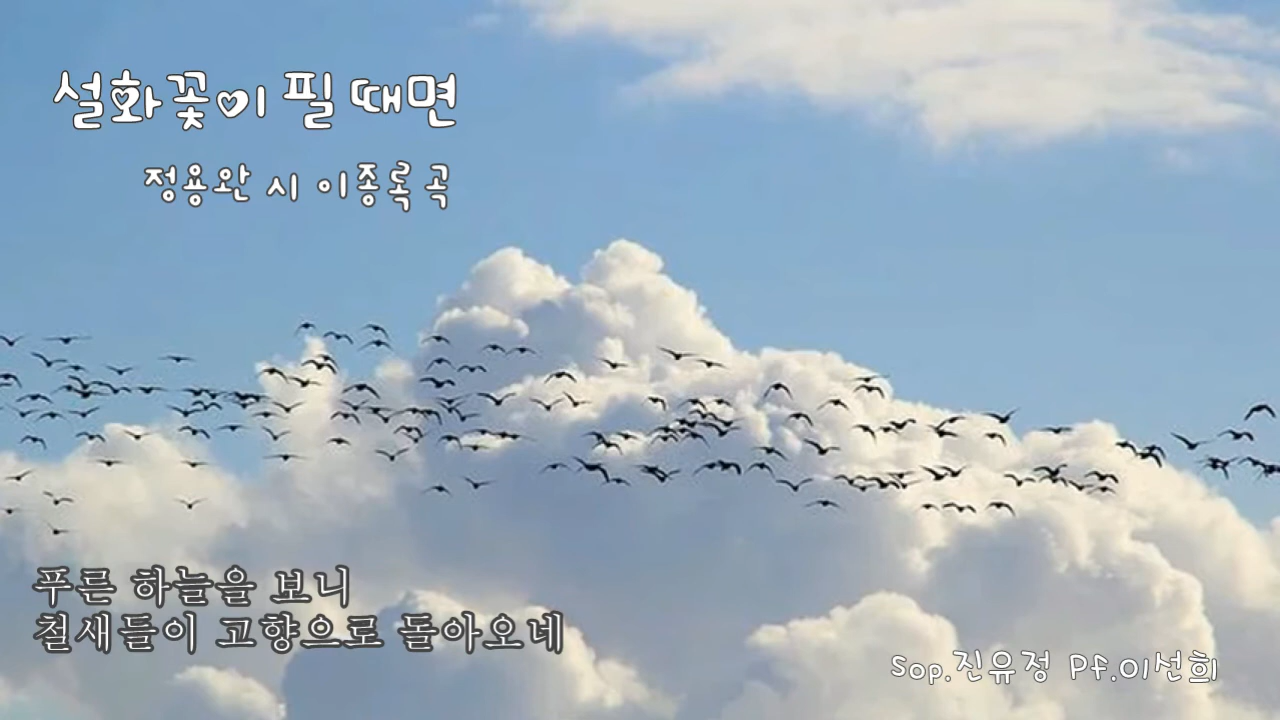 설화꽃이 필 때면
정용완 시 이종록 곡
푸른 하늘을 보니
철새들이 고향으로 돌아오네
Sop.진유정 Pf.이선희